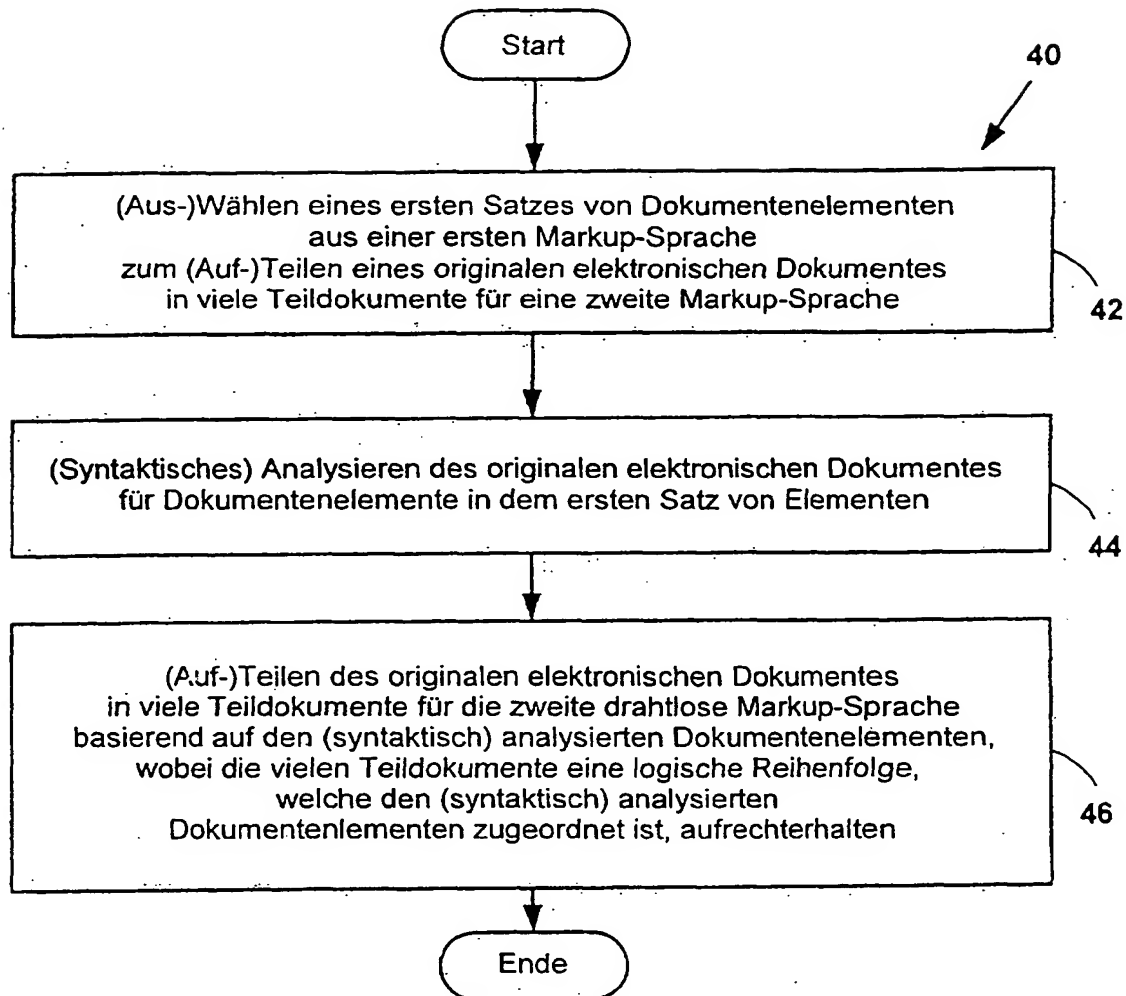 Start
40
(Aus-)Wählen eines ersten Satzes von Dokumentenelementen
aus einer ersten Markup-Sprache
zum (Auf-)Teilen eines originalen elektronischen Dokumentes
in viele Teildokumente für eine zweite Markup-Sprache
42
(Syntaktisches) Analysieren des originalen elektronischen Dokumentes
für Dokumentenelemente in dem ersten Satz von Elementen
44
(Auf-)Teilen des originalen elektronischen Dokumentes
in viele Teildokumente für die zweite drahtlose Markup-Sprache
basierend auf den (syntaktisch) analysierten Dokumentenelementen,
wobei die vielen Teildokumente eine logische Reihenfolge,
welche den (syntaktisch) analysierten
Dokumentenlementen zugeordnet ist, aufrechterhalten
46
Ende